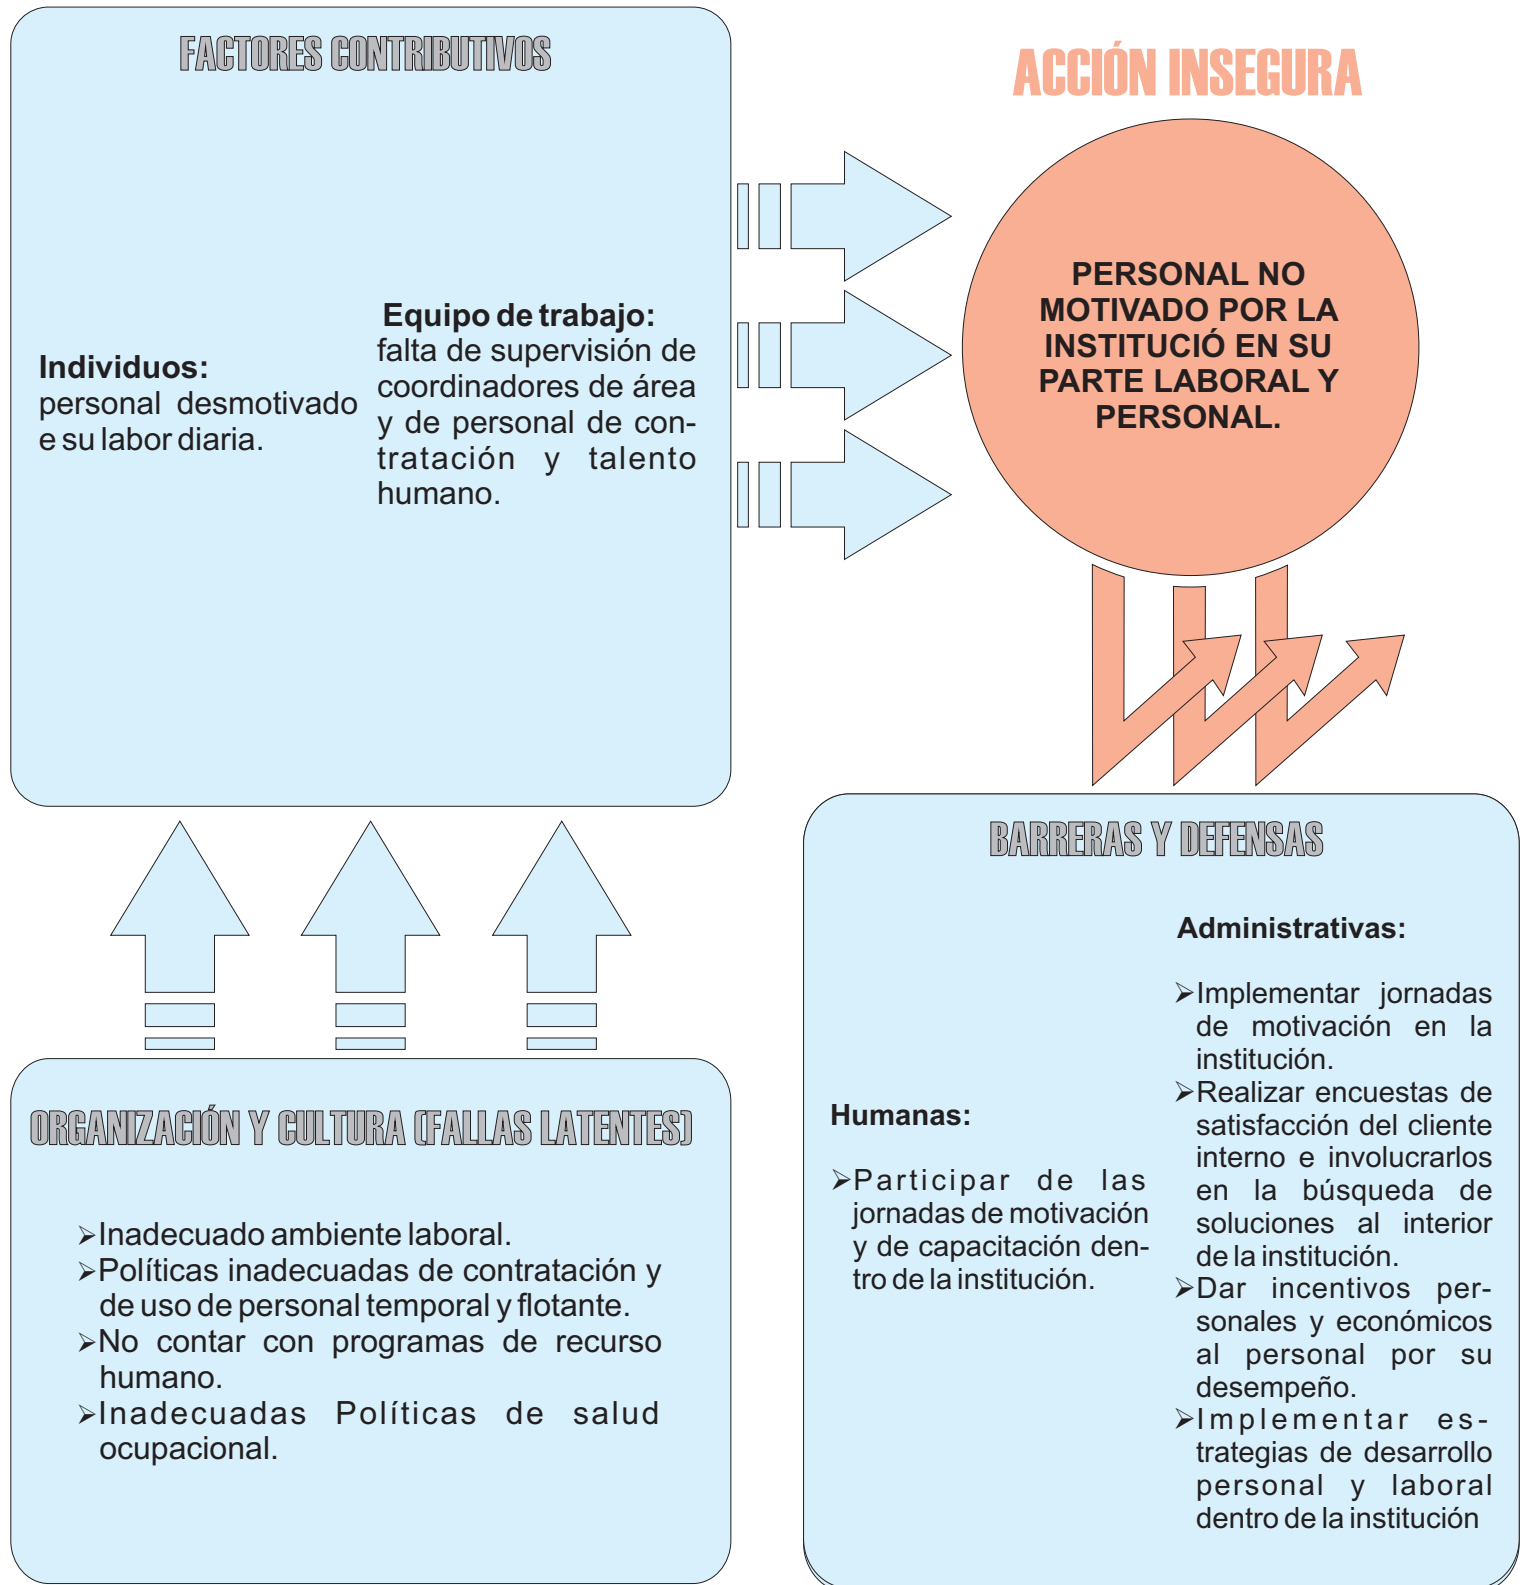 FACTORES CONTRIBUTIVOS
Individuos:
personal desmotivado
e su labor diaria.
Equipo de trabajo:
falta de supervisión de
coordinadores de área
y de personal de con-
tratación y talento
humano.
ACCIÓN INSEGURA
PERSONAL NO
MOTIVADO POR LA
INSTITUCIÓ EN SU
PARTE LABORAL Y
PERSONAL.
ORGANIZACIÓN Y CULTURA (FALLAS LATENTES)
➢Inadecuado ambiente laboral.
➢Políticas inadecuadas de contratación y
de uso de personal temporal y flotante.
➢No contar con programas de recurso
humano.
➢Inadecuadas Políticas de salud
ocupacional.
BARRERAS Y DEFENSAS
Humanas:
➢Participar de las
jornadas de motivación
y de capacitación den-
tro de la institución.
Administrativas:
➢Implementar jornadas
de motivación en la
institución.
➢Realizar encuestas de
satisfacción del cliente
interno e involucrarlos
en la búsqueda de
soluciones al interior
de la institución.
➢Dar incentivos per-
sonales y económicos
al personal por su
desempeño.
➢Implementar es-
trategias de desarrollo
personal y laboral
dentro de la institución